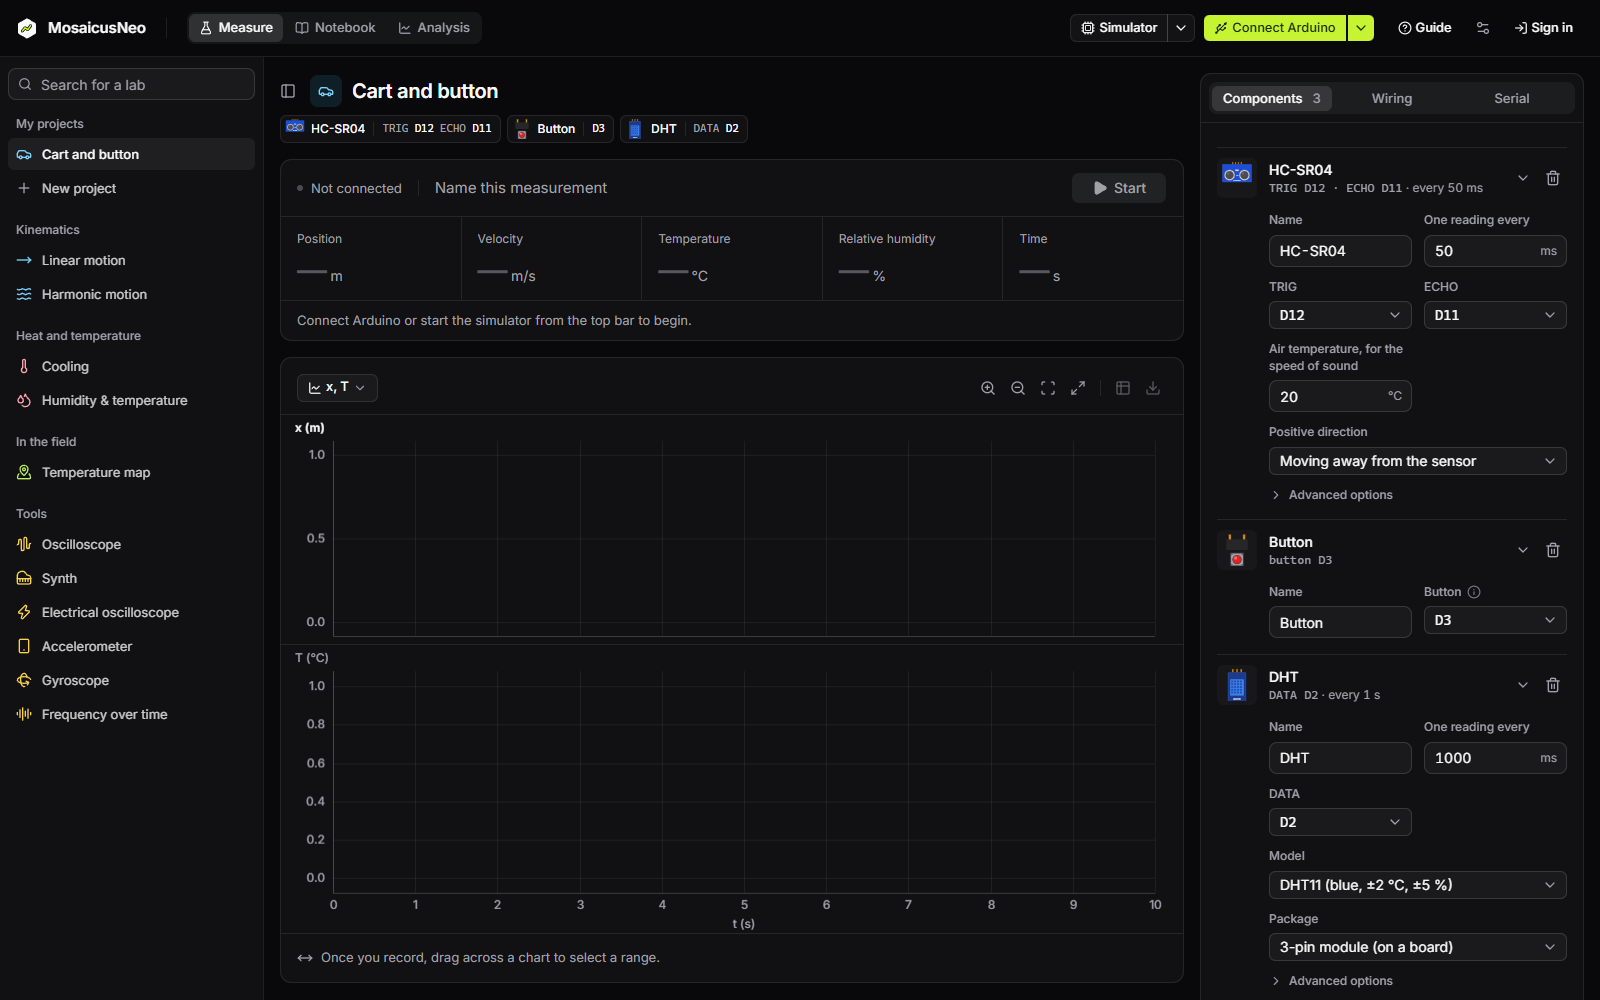 MosaicusNeo
Measure
Notebook
Analysis
Simulator
Connect Arduino
Guide
Sign in
Search for a lab
My projects
Cart and button
New project
Kinematics
Linear motion
Harmonic motion
Heat and temperature
Cooling
Humidity & temperature
In the field
Temperature map
Tools
Oscilloscope
Synth
Electrical oscilloscope
Accelerometer
Gyroscope
Frequency over time
Cart and button
HC-SR04 TRIG D12 ECHO D11
Button D3
DHT DATA D2
Not connected
Name this measurement
Start
Position
— m
Velocity
— m/s
Temperature
— °C
Relative humidity
— %
Time
— s
Connect Arduino or start the simulator from the top bar to begin.
x, T
x (m)
1.0
0.5
0.0
T (°C)
1.0
0.8
0.6
0.4
0.2
0.0
0 1 2 3 4 5 6 7 8 9 10
t (s)
Once you record, drag across a chart to select a range.
Components 3
Wiring
Serial
HC-SR04
TRIG D12 · ECHO D11 · every 50 ms
Name
One reading every
HC-SR04
50 ms
TRIG
ECHO
D12
D11
Air temperature, for the
speed of sound
20 °C
Positive direction
Moving away from the sensor
Advanced options
Button
button D3
Name
Button
Button
D3
DHT
DATA D2 · every 1 s
Name
One reading every
DHT
1000 ms
DATA
D2
Model
DHT11 (blue, ±2 °C, ±5 %)
Package
3-pin module (on a board)
Advanced options